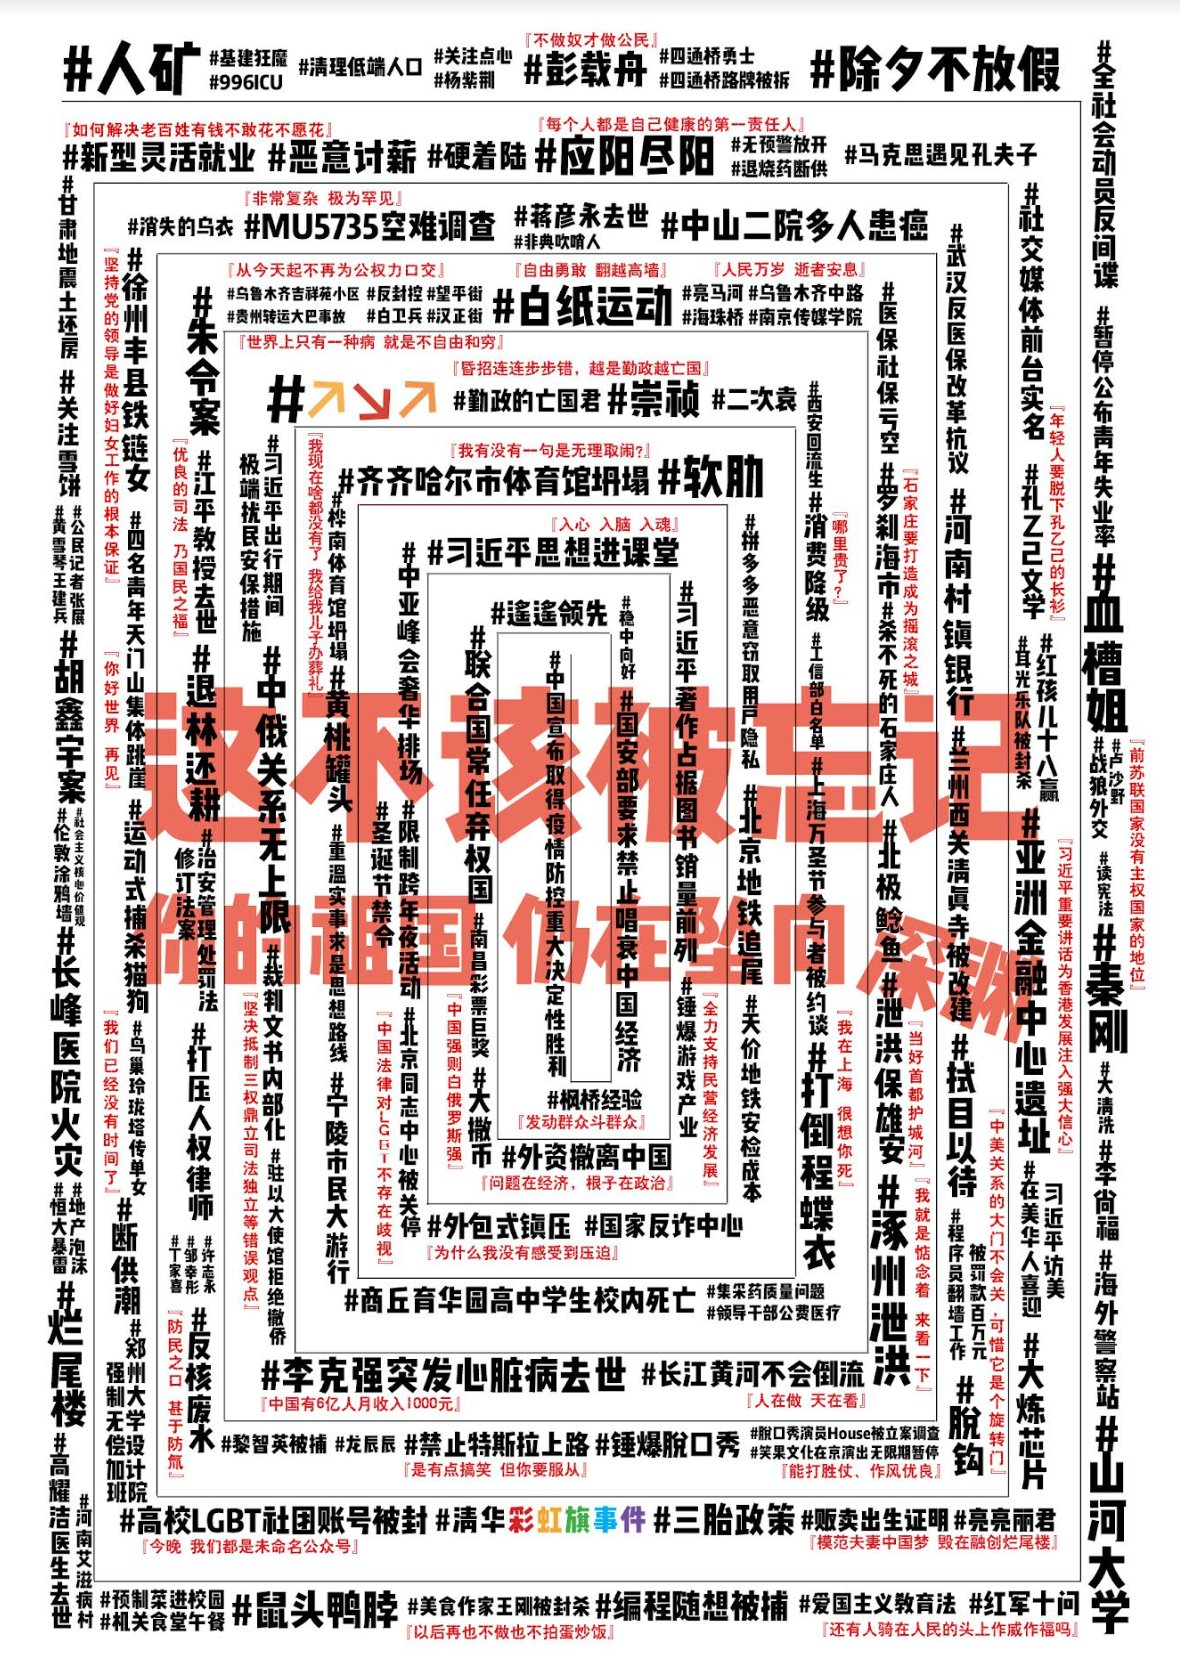 #人矿
#基建狂魔
#996ICU
#清理低端人口
#关注点心
#杨紫荆
『不做奴才做公民』
#彭载舟
#四通桥勇士
#四通桥路牌被拆
#除夕不放假
#全社会动员反间谍
#暂停公布青年失业率
#血槽姐
#卢沙野
#战狼外交
『前苏联国家没有主权国家的地位』
#读宪法
#秦刚
#大清洗
#李尚福
#海外警察站
#山河大学
『如何解决老百姓有钱不敢花不愿花』
#新型灵活就业
#恶意讨薪
#硬着陆
『每个人都是自己健康的第一责任人』
#应阳尽阳
#无预警放开
#退烧药断供
#马克思遇见孔夫子
#甘肃地震土坯房
#关注雪饼
#公民记者张展
#黄雪琴王建兵
#胡鑫宇案
#社会主义核心价值观
#伦敦涂鸦墙
#长峰医院火灾
#地产泡沫
#恒大暴雷
#烂尾楼
#高耀洁医生去世
#河南艾滋病村
『非常复杂 极为罕见』
#消失的乌衣
#MU5735空难调查
#蒋彦永去世
#非典吹哨人
#中山二院多人患癌
#社交媒体前台实名
『年轻人要脱下孔乙己的长衫』
#孔乙己文学
#红孩儿十八赢
#耳光乐队被封杀
#亚洲金融中心遗址
『习近平重要讲话为香港发展注入强大信心』
#习近平访美
#在美华人喜迎
#大炼芯片
『坚持党的领导是做好妇女工作的根本保证』
#徐州丰县铁链女
#四名青年天门山集体跳崖
『你好世界 再见』
#运动式捕杀猫狗
『我们已经没有时间了』
#鸟巢玲珑塔传单女
#断供潮
#郑州大学设计院
强制无偿加班
『从今天起不再为公权力口交』
『自由勇敢 翻越高墙』
『人民万岁 逝者安息』
#乌鲁木齐吉祥苑小区 #反封控 #望平街
#贵州转运大巴事故 #白卫兵 #汉正街
#白纸运动
#亮马河 #乌鲁木齐中路
#海珠桥 #南京传媒学院
#武汉反医保改革抗议
#河南村镇银行
#兰州西关清真寺被改建
#拭目以待
『中美关系的大门不会关，可惜它是个旋转门』
#程序员翻墙工作
被罚款百万元
#脱钩
#朱令案
『优良的司法 乃国民之福』
#江平教授去世
#退林还耕
#治安管理处罚法
修订法案
#打压人权律师
#许志永
#邹幸彤
#丁家喜
『防民之口 甚于防氚』
#反核废水
『世界上只有一种病 就是不自由和穷』
#
『昏招连连步步错，越是勤政越亡国』
#勤政的亡国君
#崇祯
#二次袁
#医保社保亏空
#罗刹海市
『石家庄要打造成为摇滚之城』
#杀不死的石家庄人
#北极鲶鱼
#泄洪保雄安
『当好首都护城河』
#涿州泄洪
『我就是惦念着 来看一下』
#习近平出行期间
极端扰民安保措施
#中俄关系无上限
#裁判文书内部化
『坚决抵制三权鼎立司法独立等错误观点』
#驻以大使馆拒绝撤侨
『我有没有一句是无理取闹?』
#齐齐哈尔市体育馆坍塌
#软肋
『我现在啥都没有了 我给我儿子办葬礼』
#桦南体育馆坍塌
#黄桃罐头
#重温实事求是思想路线
#宁陵市民大游行
#西安回流生
#消费降级
『哪里贵了?』
#工信部白名单
#上海万圣节参与者被约谈
#打倒程蝶衣
『我在上海 很想你死』
『入心 入脑 入魂』
#习近平思想进课堂
#中亚峰会奢华排场
#圣诞节禁令
#限制跨年夜活动
『中国法律对LGBT不存在歧视』
#北京同志中心被关停
#拼多多恶意窃取用户隐私
#北京地铁追尾
#天价地铁安检成本
#遥遥领先
#稳中向好
#联合国常任弃权国
#南昌彩票巨奖
『中国强则白俄罗斯强』
#大撒币
#习近平著作占据图书销量前列
#锤爆游戏产业
『全力支持民营经济发展』
#中国宣布取得疫情防控重大决定性胜利
#国安部要求禁止唱衰中国经济
#枫桥经验
『发动群众斗群众』
#外资撤离中国
『问题在经济，根子在政治』
#外包式镇压
#国家反诈中心
『为什么我没有感受到压迫』
#商丘育华园高中学生校内死亡
#集采药质量问题
#领导干部公费医疗
#李克强突发心脏病去世
#长江黄河不会倒流
『中国有6亿人月收入1000元』
『人在做 天在看』
#黎智英被捕
#龙辰辰
#禁止特斯拉上路
#锤爆脱口秀
#脱口秀演员House被立案调查
#笑果文化在京演出无限期暂停
『是有点搞笑 但你要服从』
『能打胜仗、作风优良』
#高校LGBT社团账号被封
#清华彩虹旗事件
#三胎政策
#贩卖出生证明
#亮亮丽君
『今晚 我们都是未命名公众号』
『模范夫妻中国梦 毁在融创烂尾楼』
#预制菜进校园
#机关食堂午餐
#鼠头鸭脖
#美食作家王刚被封杀
#编程随想被捕
#爱国主义教育法
#红军十问
『以后再也不做也不拍蛋炒饭』
『还有人骑在人民的头上作威作福吗』
这不该被忘记
你的祖国 仍在坠向深渊